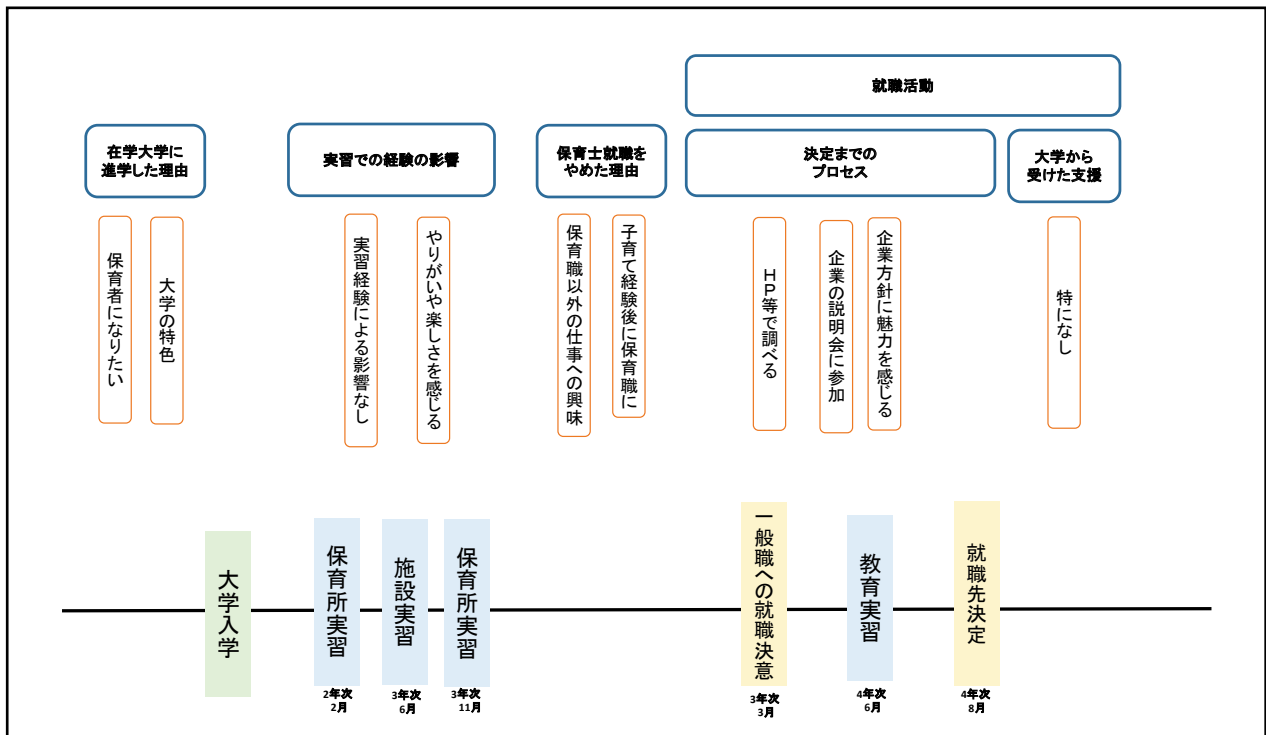 就職活動
在学大学に
進学した理由
実習での経験の影響
保育士就職を
やめた理由
決定までの
プロセス
大学から
受けた支援
保育者になりたい
大学の特色
実習経験による影響なし
やりがいや楽しさを感じる
保育職以外の仕事への興味
子育て経験後に保育職に
HP等で調べる
企業の説明会に参加
企業方針に魅力を感じる
特になし
大学入学
保育所実習
2年次
2月
施設実習
3年次
6月
保育所実習
3年次
11月
一般職への就職決意
3年次
3月
教育実習
4年次
6月
就職先決定
4年次
8月